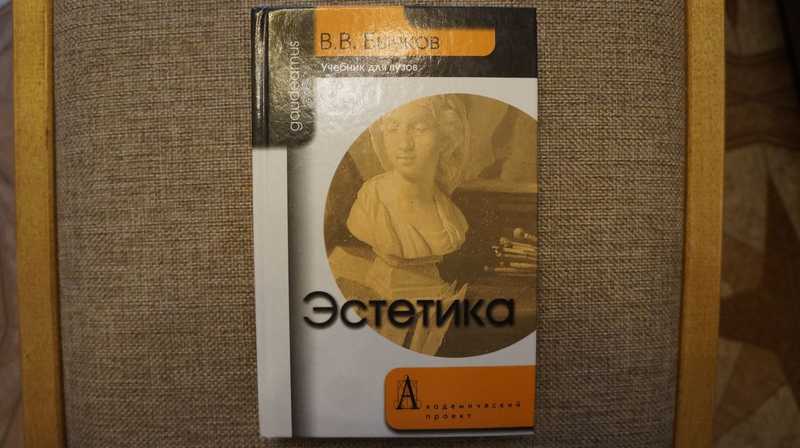 gaudeamus
В.В. Бычков
Учебник для вузов
Эстетика
Академический
проект